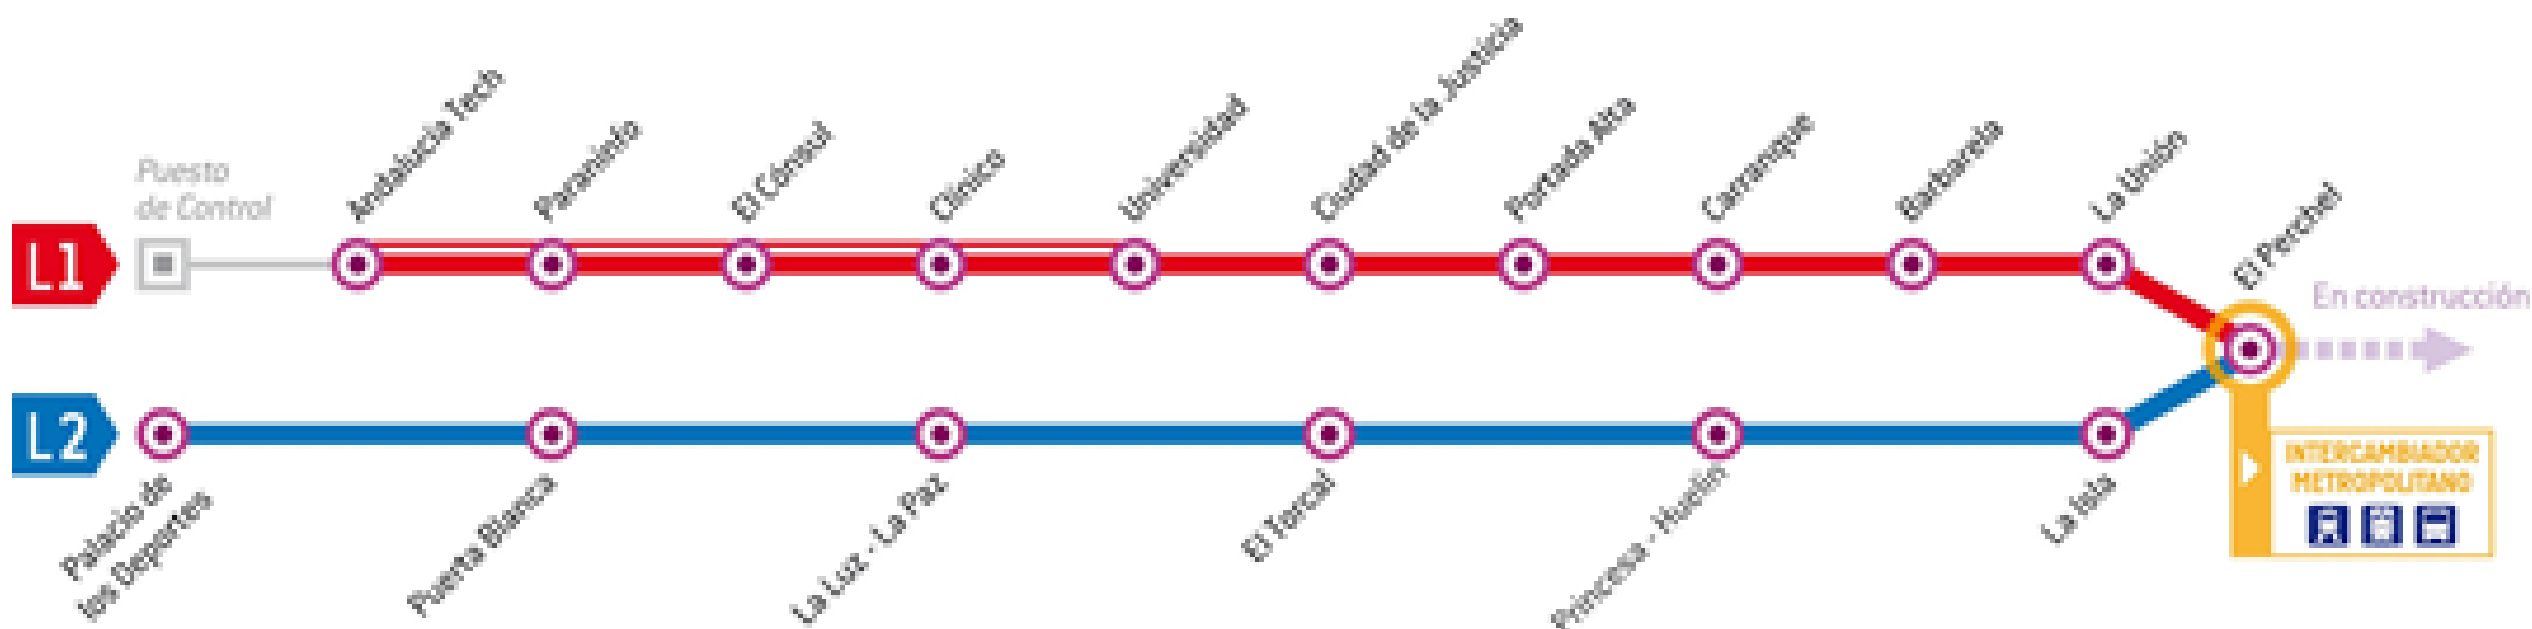 Puesto
de Control
L1
Andalucía Tech
Paraninfo
El Cónsul
Clínico
Universidad
Ciudad de la Justicia
Portada Alta
Carranque
Barbarela
La Unión
El Perchel
En construcción
L2
Palacio de
los Deportes
Puerta Blanca
La Luz - La Paz
El Torcal
Princesa - Huelin
La Isla
INTERCAMBIADOR
METROPOLITANO